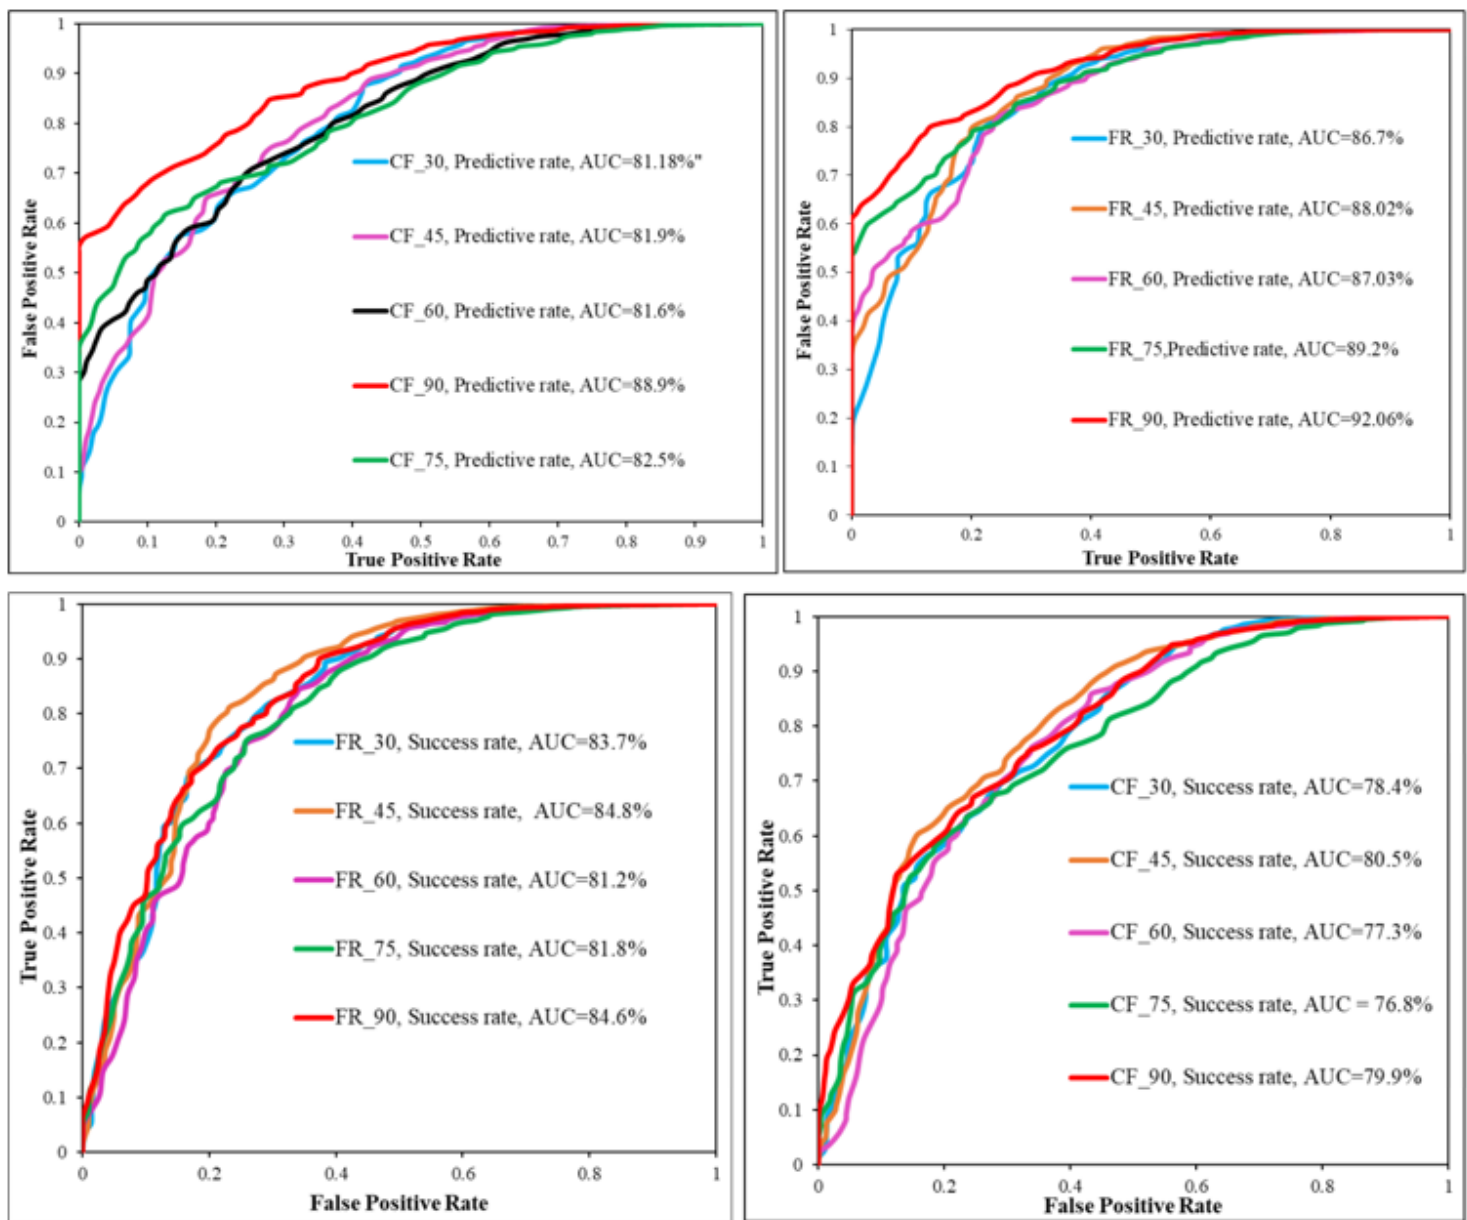 1
0.9
0.8
0.7
0.6
0.5
0.4
0.3
0.2
0.1
0
False Positive Rate
CF_30, Predictive rate, AUC=81.18%"
CF_45, Predictive rate, AUC=81.9%
CF_60, Predictive rate, AUC=81.6%
CF_90, Predictive rate, AUC=88.9%
CF_75, Predictive rate, AUC=82.5%
0 0.1 0.2 0.3 0.4 0.5 0.6 0.7 0.8 0.9 1
True Positive Rate
1
0.9
0.8
0.7
0.6
0.5
0.4
0.3
0.2
0.1
0
False Positive Rate
FR_30, Predictive rate, AUC=86.7%
FR_45, Predictive rate, AUC=88.02%
FR_60, Predictive rate, AUC=87.03%
FR_75,Predictive rate, AUC=89.2%
FR_90, Predictive rate, AUC=92.06%
0 0.2 0.4 0.6 0.8 1
True Positive Rate
1
0.9
0.8
0.7
0.6
0.5
0.4
0.3
0.2
0.1
0
True Positive Rate
FR_30, Success rate, AUC=83.7%
FR_45, Success rate, AUC=84.8%
FR_60, Success rate, AUC=81.2%
FR_75, Success rate, AUC=81.8%
FR_90, Success rate, AUC=84.6%
0 0.2 0.4 0.6 0.8 1
False Positive Rate
1
0.9
0.8
0.7
0.6
0.5
0.4
0.3
0.2
0.1
0
True Positive Rate
CF_30, Success rate, AUC=78.4%
CF_45, Success rate, AUC=80.5%
CF_60, Success rate, AUC=77.3%
CF_75, Success rate, AUC = 76.8%
CF_90, Success rate, AUC=79.9%
0 0.2 0.4 0.6 0.8 1
False Positive Rate